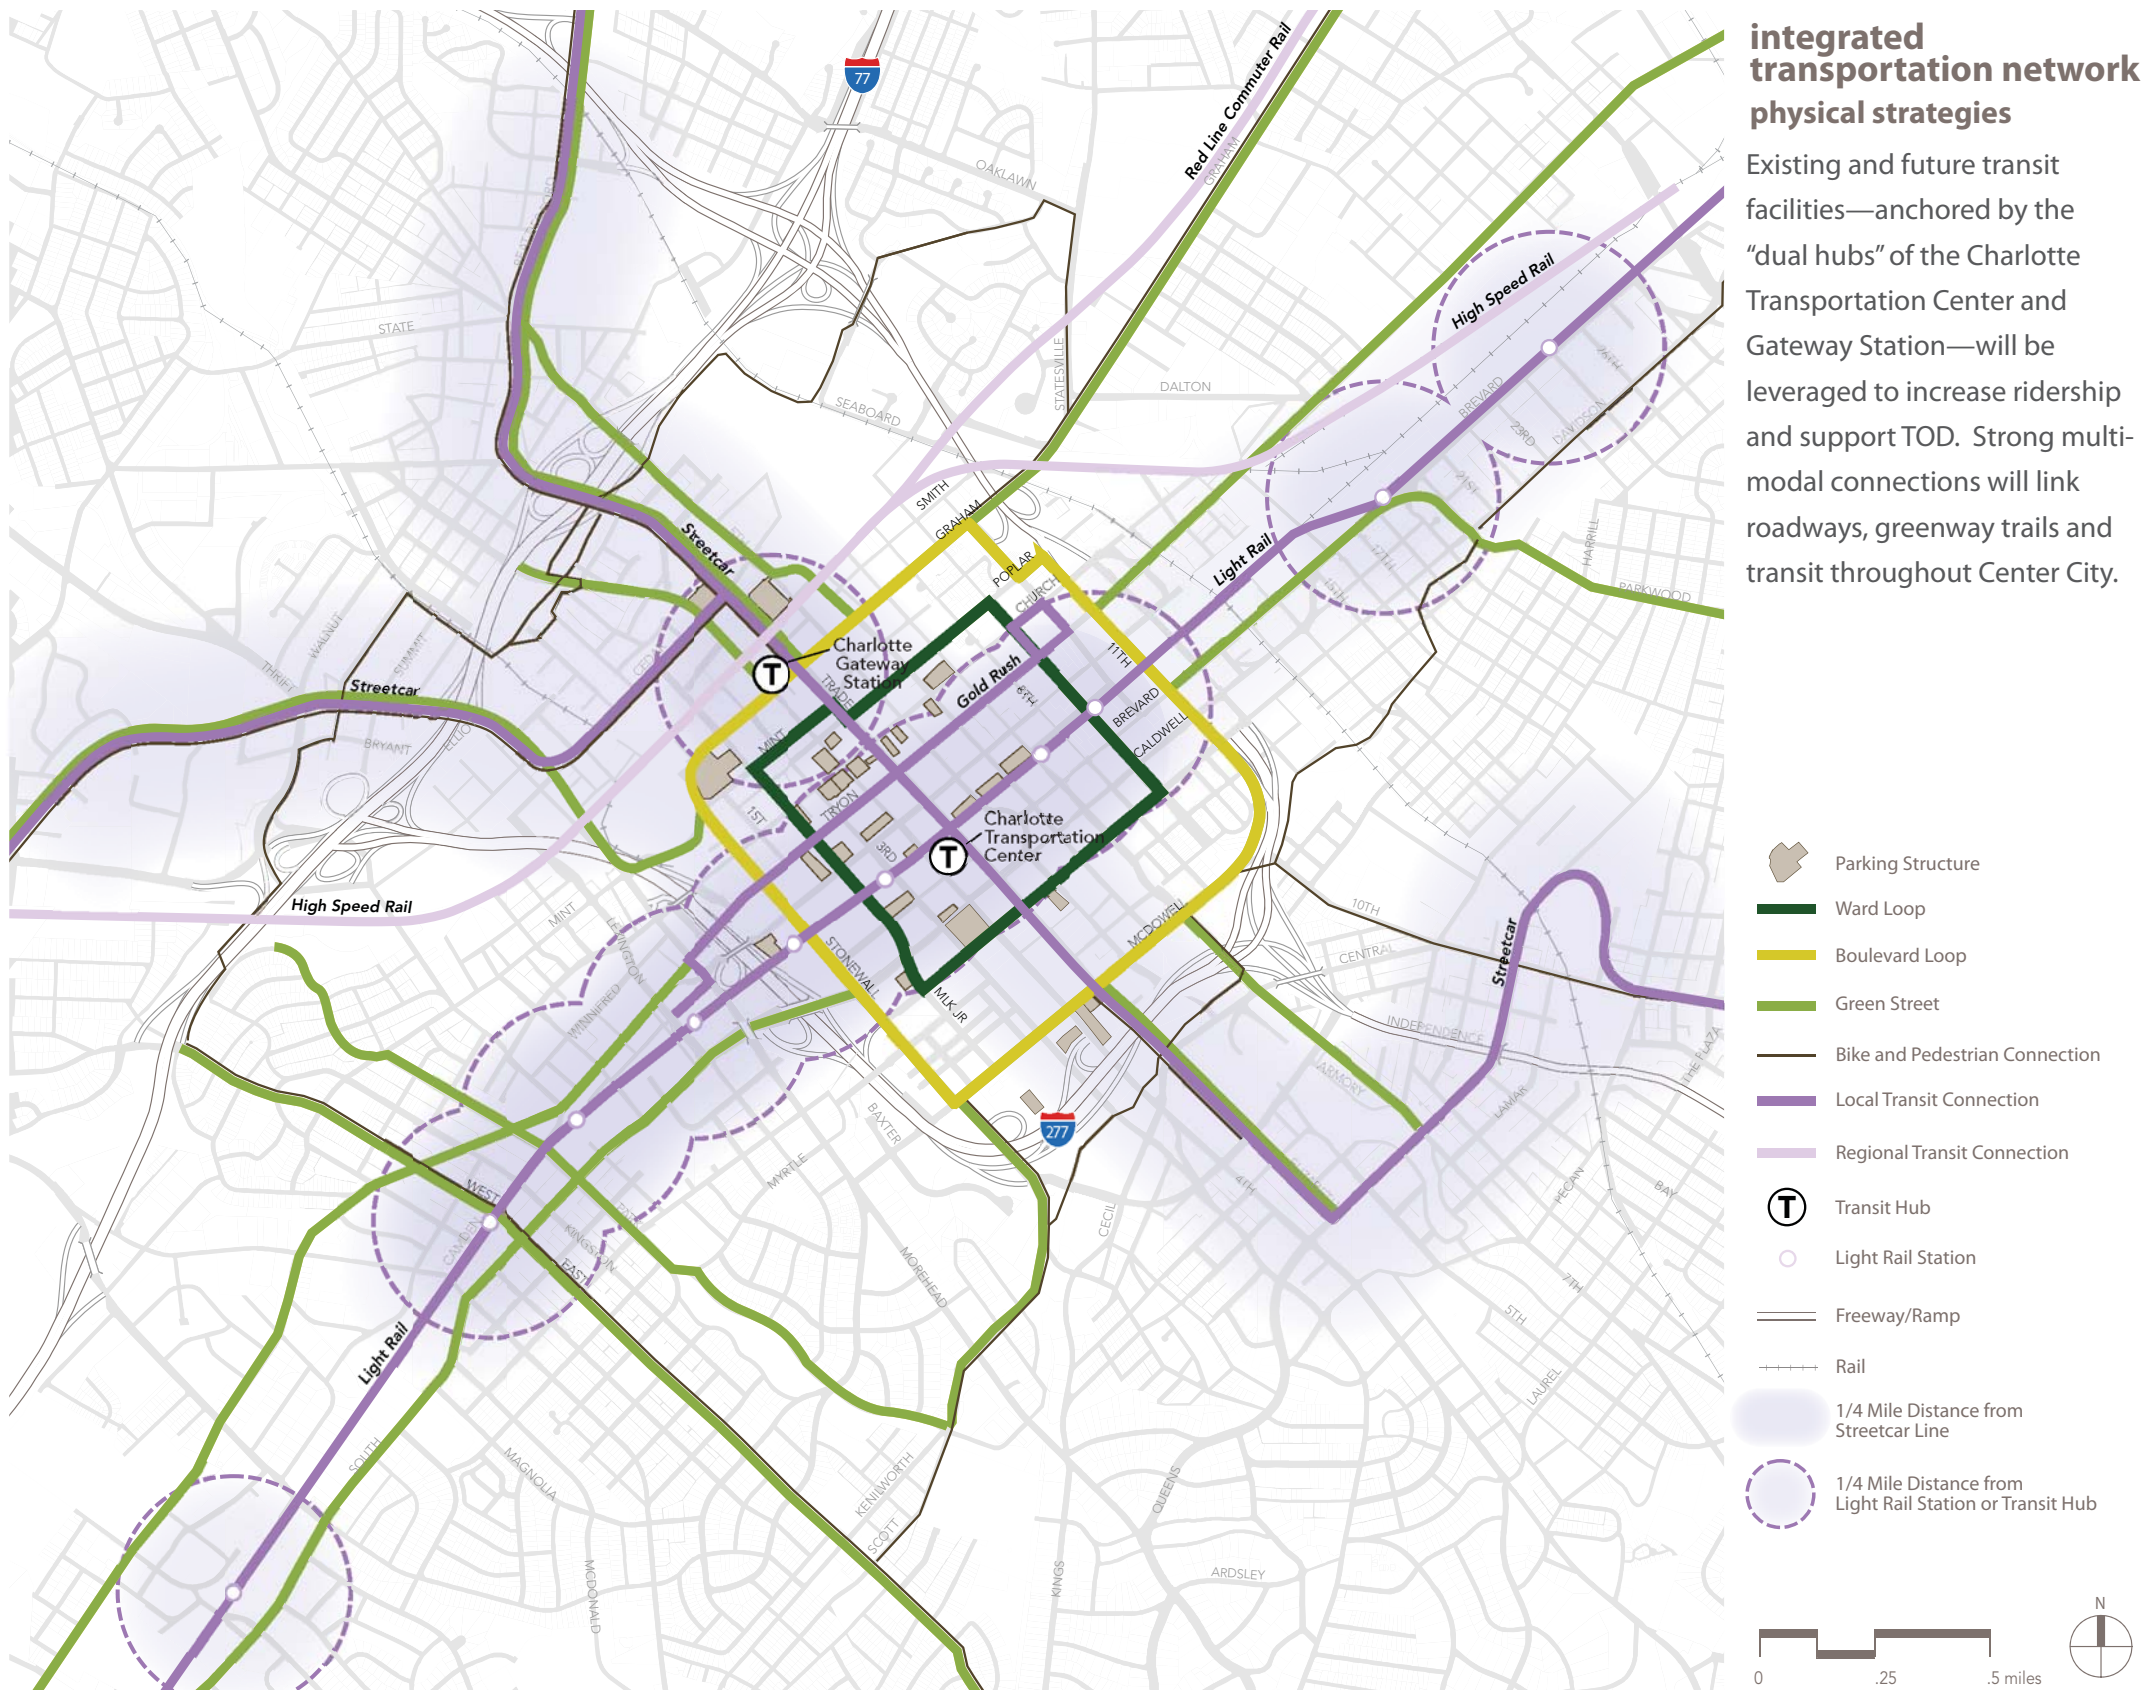 integrated
transportation network
physical strategies
Existing and future transit
facilities—anchored by the
“dual hubs” of the Charlotte
Transportation Center and
Gateway Station—will be
leveraged to increase ridership
and support TOD.  Strong multi-
modal connections will link
roadways, greenway trails and
transit throughout Center City.
Parking Structure
Ward Loop
Boulevard Loop
Green Street
Bike and Pedestrian Connection
Local Transit Connection
Regional Transit Connection
T
Transit Hub
Light Rail Station
Freeway/Ramp
Rail
1/4 Mile Distance from
Streetcar Line
1/4 Mile Distance from
Light Rail Station or Transit Hub
N
0
.25
.5 miles
77
Red Line Commuter Rail
GRAHAM
OAKLAWN
STATE
STATESVILLE
DALTON
SEABOARD
High Speed Rail
BREVARD
26TH
23RD
DAVIDSON
21ST
17TH
15TH
HARRILL
PARKWOOD
SMITH
GRAHAM
POPLAR
CHURCH
Light Rail
Streetcar
Charlotte
Gateway
Station
T
TRADE
Gold Rush
8TH
11TH
BREVARD
CALDWELL
WALNUT
SUMMIT
THRIFT
Streetcar
BRYANT
MINT
1ST
TRYON
3RD
Charlotte
Transportation
Center
T
High Speed Rail
MINT
LEXINGTON
WINNIFRED
STONEWALL
MLK JR
MCDOWELL
10TH
CENTRAL
Streetcar
INDEPENDENCE
THE PLAZA
ARMORY
LAMAR
PECAN
BAY
7TH
5TH
4TH
LAUREL
277
BAXTER
MYRTLE
CECIL
WEST
CAMDEN
PARK
KINGSTON
EAST
MOREHEAD
Light Rail
SOUTH
MAGNOLIA
MCDONALD
KENILWORTH
SCOTT
QUEENS
KINGS
ARDSLEY